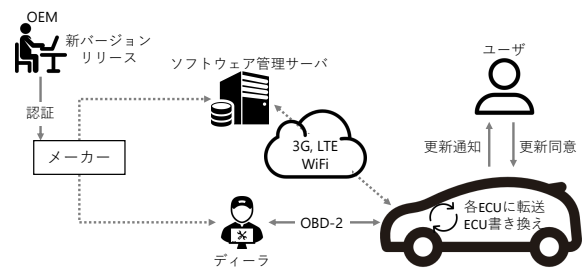 OEM
新バージョン
リリース
ソフトウェア管理サーバ
ユーザ
認証
メーカー
3G, LTE
WiFi
更新通知
更新同意
各ECUに転送
ECU書き換え
OBD-2
ディーラ